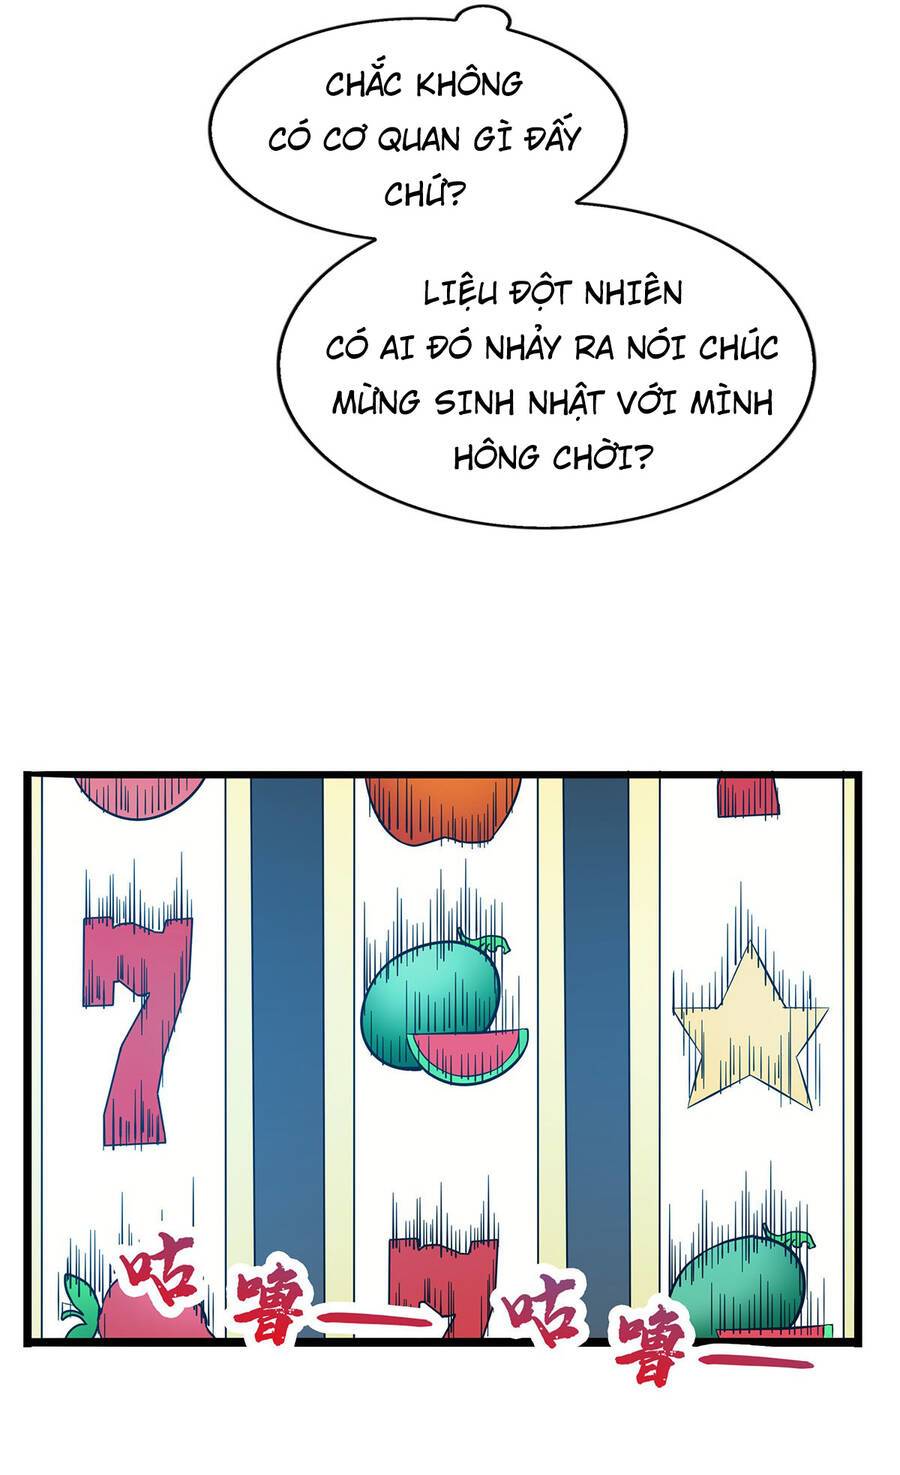 CHẮC KHÔNG
CÓ CƠ QUAN GÌ ĐẤY
CHỨ?
LIỆU ĐỘT NHIÊN
CÓ AI ĐÓ NHẢY RA NÓI CHÚC
MỪNG SINH NHẬT VỚI MÌNH
HÔNG CHỜI?
7
咕噜— 咕噜—